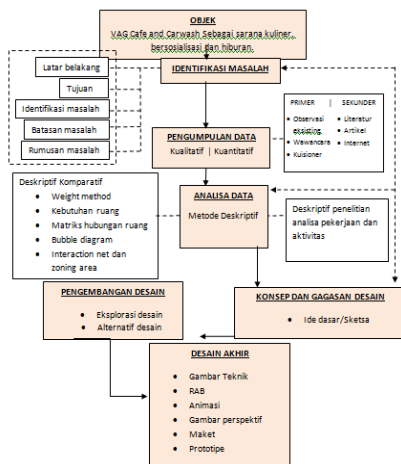 OBJEK
VAG Cafe and Carwash Sebagai sarana kuliner,
bersosialisasi dan hiburan.
Latar belakang
Tujuan
Identifikasi masalah
Batasan masalah
Rumusan masalah
IDENTIFIKASI MASALAH
PRIMER | SEKUNDER
• Observasi eksisting
• Wawancara
• Kuisioner
• Literatur
• Artikel
• Internet
PENGUMPULAN DATA
Kualitatif | Kuantitatif
Deskriptif Komparatif
• Weight method
• Kebutuhan ruang
• Matriks hubungan ruang
• Bubble diagram
• Interaction net dan
zoning area
ANALISA DATA
Metode Deskriptif
Deskriptif penelitian
analisa pekerjaan dan
aktivitas
PENGEMBANGAN DESAIN
• Eksplorasi desain
• Alternatif desain
KONSEP DAN GAGASAN DESAIN
• Ide dasar/Sketsa
DESAIN AKHIR
• Gambar Teknik
• RAB
• Animasi
• Gambar perspektif
• Maket
• Prototipe